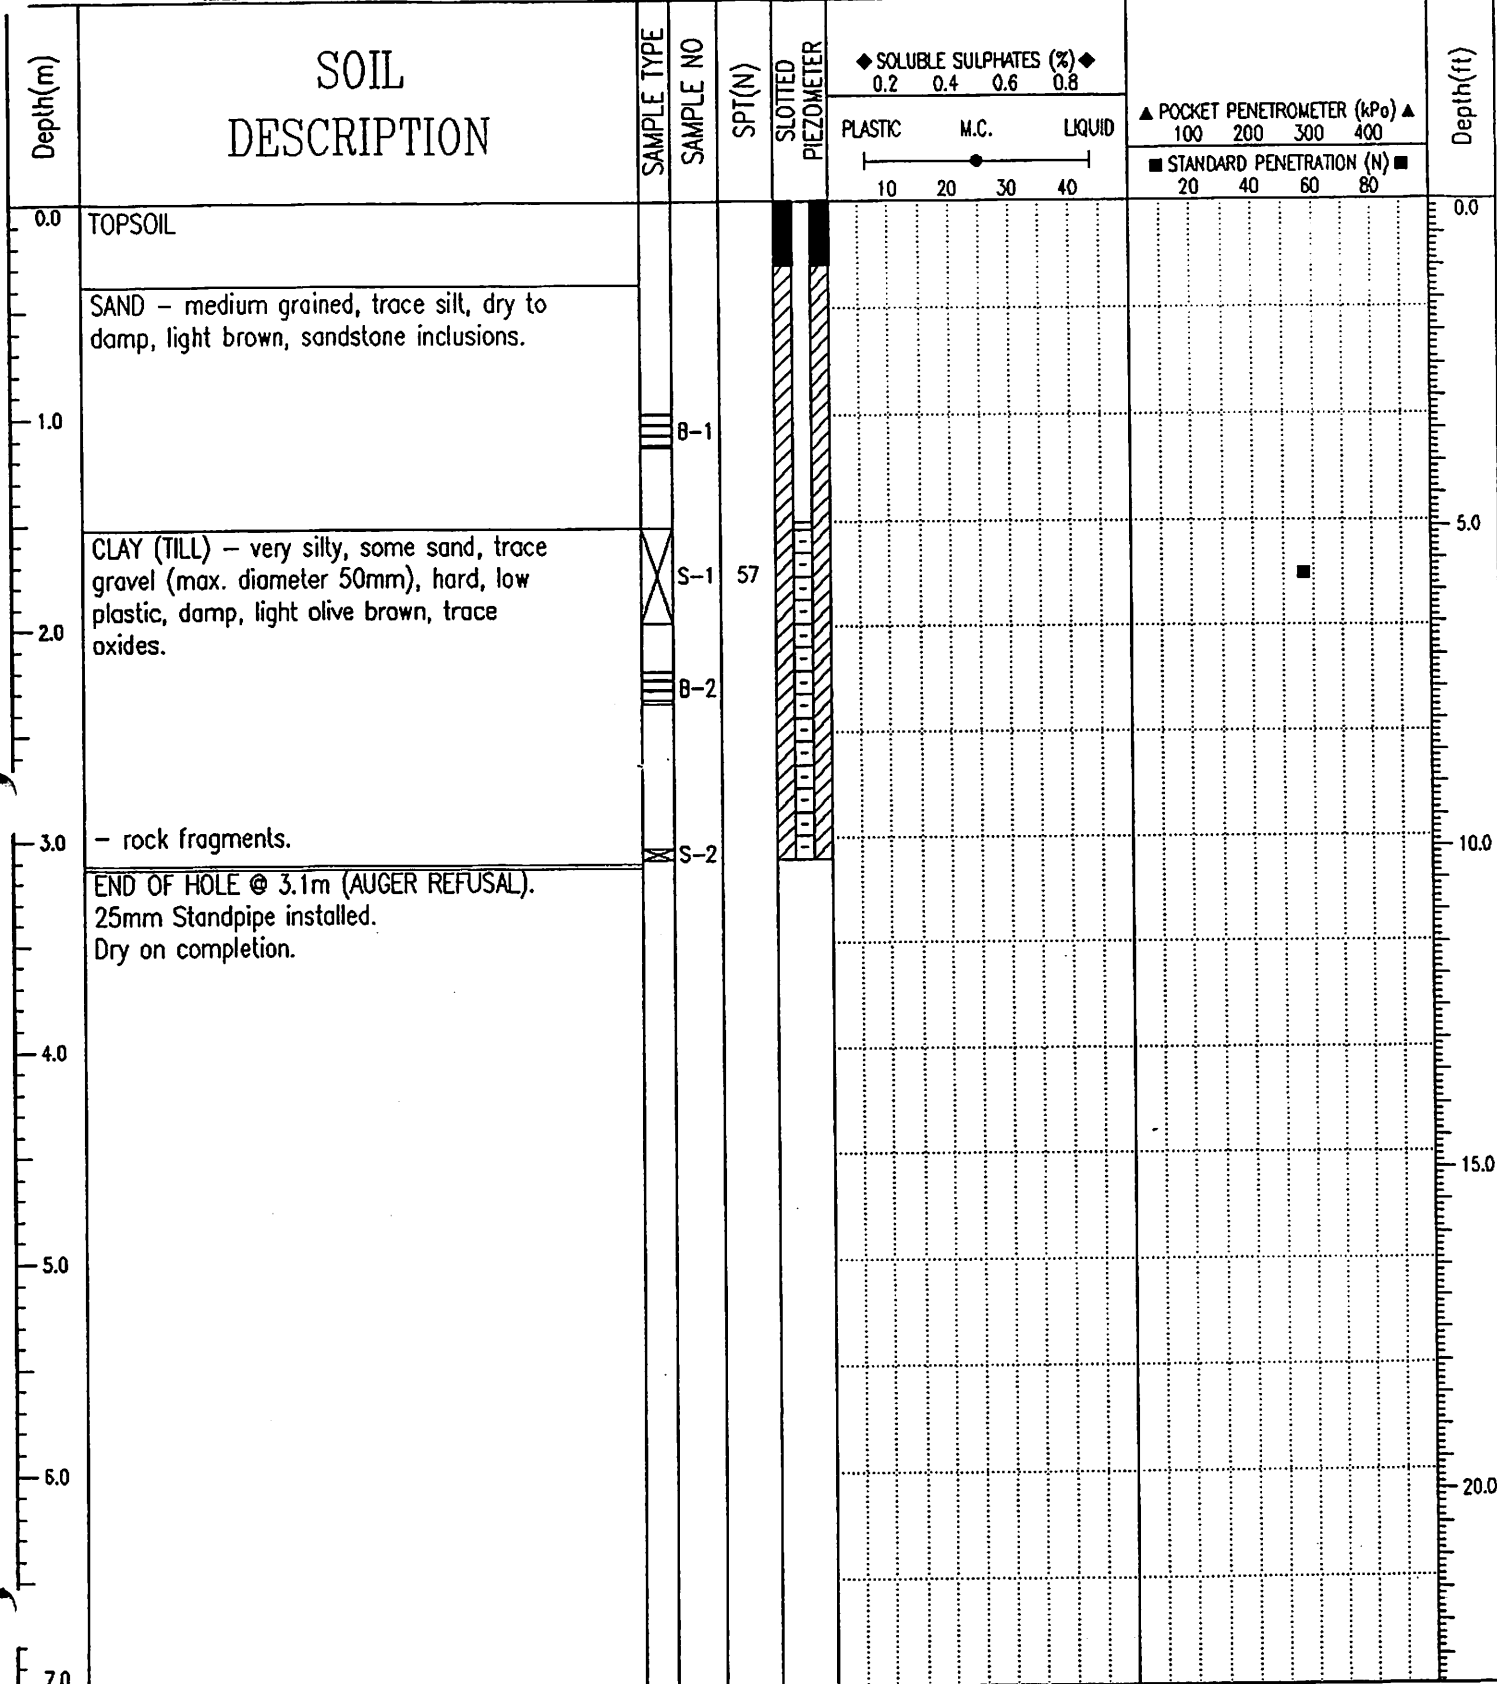 Depth(m)
SOIL
DESCRIPTION
SAMPLE TYPE
SAMPLE NO
SPT(N)
SLOTTED
PIEZOMETER
◆ SOLUBLE SULPHATES (%) ◆
0.2 0.4 0.6 0.8
PLASTIC M.C. LIQUID
10 20 30 40
▲ POCKET PENETROMETER (kPa) ▲
100 200 300 400
■ STANDARD PENETRATION (N) ■
20 40 60 80
Depth(ft)
0.0 TOPSOIL 0.0
SAND – medium grained, trace silt, dry to
damp, light brown, sandstone inclusions.
1.0 B-1
5.0
CLAY (TILL) – very silty, some sand, trace
gravel (max. diameter 50mm), hard, low S-1 57
plastic, damp, light olive brown, trace
2.0 oxides.
B-2
3.0 – rock fragments. 10.0
S-2
END OF HOLE @ 3.1m (AUGER REFUSAL).
25mm Standpipe installed.
Dry on completion.
4.0
15.0
5.0
6.0
20.0
7.0